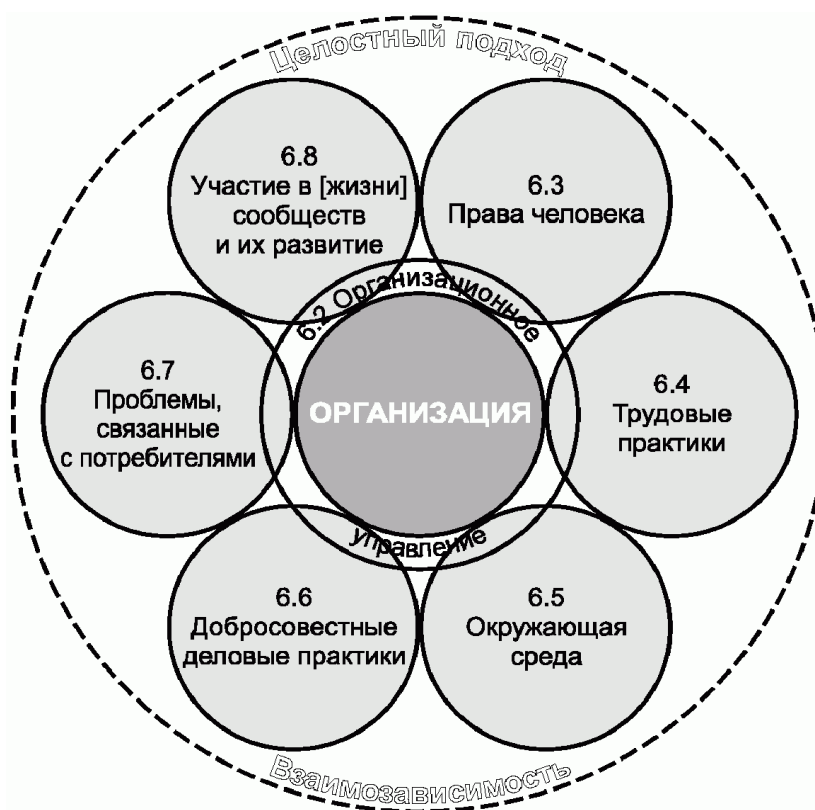 Целостный подход
6.8
Участие в [жизни]
сообществ
и их развитие
6.3
Права человека
6.2 Организационное
управление
ОРГАНИЗАЦИЯ
6.7
Проблемы,
связанные
с потребителями
6.4
Трудовые
практики
6.6
Добросовестные
деловые практики
6.5
Окружающая
среда
Взаимозависимость